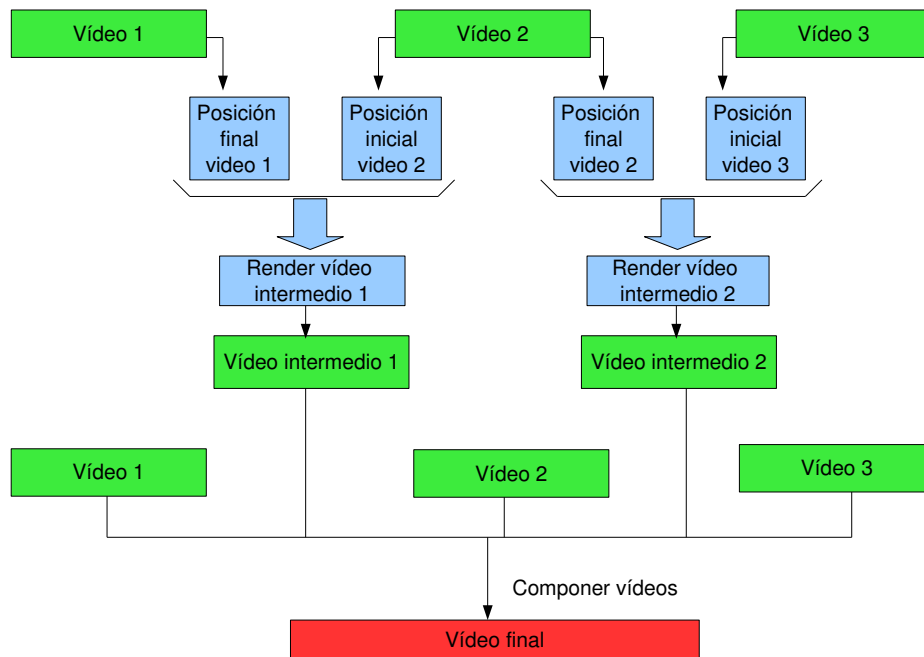 Vídeo 1
Vídeo 2
Vídeo 3
Posición
final
video 1
Posición
inicial
video 2
Posición
final
video 2
Posición
inicial
video 3
Render vídeo
intermedio 1
Render vídeo
intermedio 2
Vídeo intermedio 1
Vídeo intermedio 2
Vídeo 1
Vídeo 2
Vídeo 3
Componer vídeos
Vídeo final